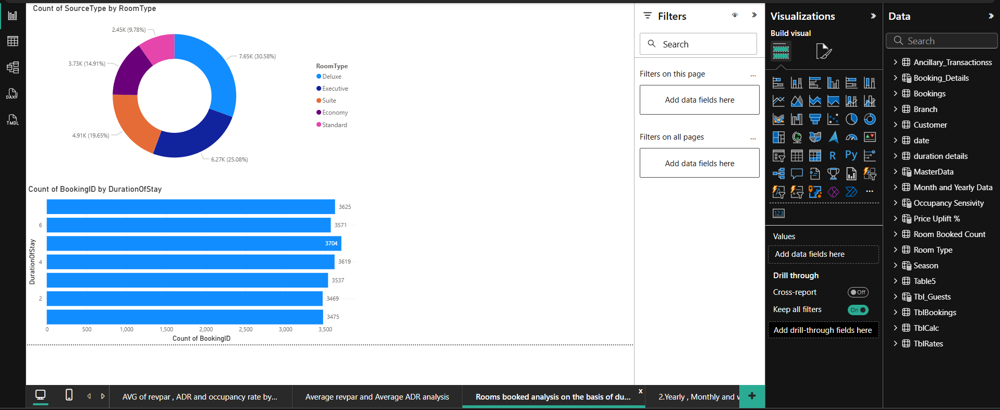 Count of SourceType by RoomType
2.45K (9.78%)
7.65K (30.58%)
3.73K (14.91%)
4.91K (19.65%)
6.27K (25.08%)
RoomType
Deluxe
Executive
Suite
Economy
Standard
Count of BookingID by DurationOfStay
DurationOfStay
3625
6
3571
3704
4
3619
3537
2
3469
3475
0
500
1,000
1,500
2,000
2,500
3,000
3,500
Count of BookingID
DAX
TMDL
Filters
Search
Filters on this page
...
Add data fields here
Filters on all pages
...
Add data fields here
Visualizations
Build visual
R
Py
...
123
Values
Add data fields here
Drill through
Cross-report
Off
Keep all filters
On
Add drill-through fields here
Data
Search
Ancillary_Transactionss
Booking_Details
Bookings
Branch
Customer
date
duration details
MasterData
Month and Yearly Data
Occupancy Sensivity
Price Uplift %
Room Booked Count
Room Type
Season
Table5
Tbl_Guests
TblBookings
TblCalc
TblRates
AVG of revpar , ADR and occupancy rate by...
Average revpar and Average ADR analysis
Rooms booked analysis on the basis of du...
x
2.Yearly , Monthly and
+